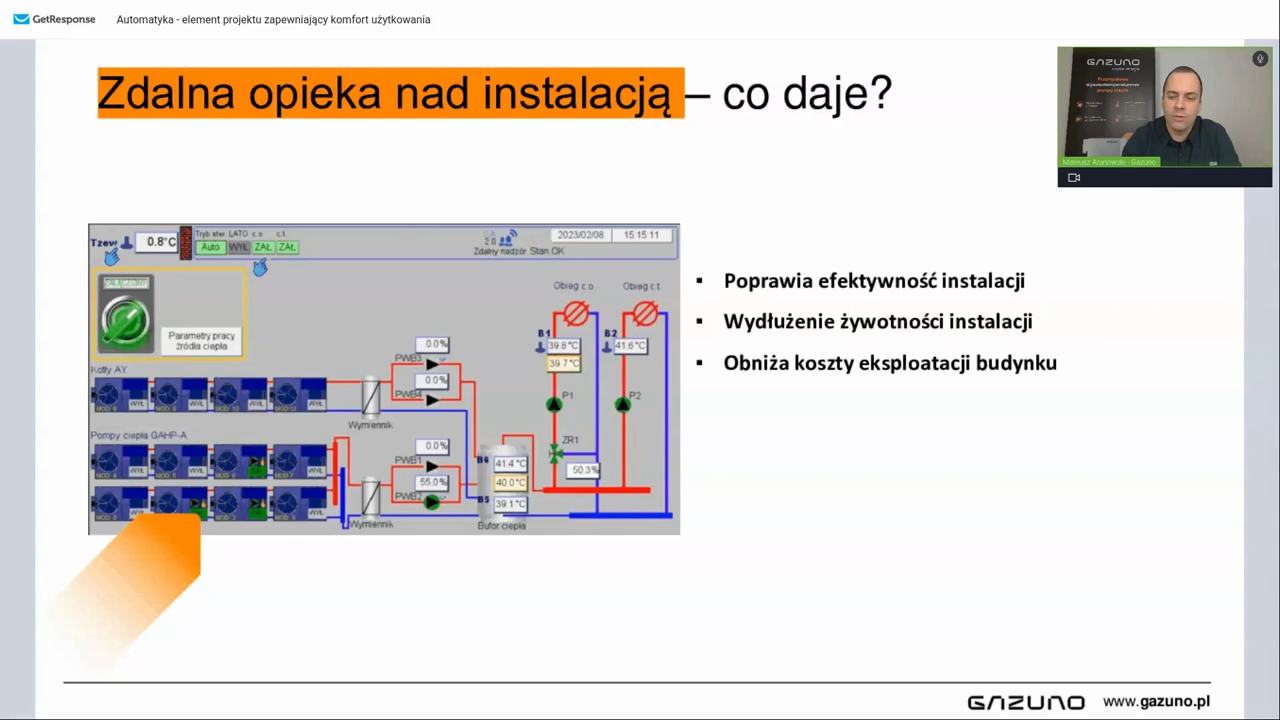 GetResponse
Automatyka - element projektu zapewniający komfort użytkowania
Zdalna opieka nad instalacją – co daje?
GAZUNO
Mateusz Aranowski - Gazuno
Tzew 0.8°C
Tryb ster. LATO c.o. c.t.
Auto WYŁ ZAŁ ZAŁ
Zdalny nadzór Stan OK
2023/02/08 15:15:11
Parametry pracy
źródła ciepła
Kotły AY
Pompy ciepła GAHP-A
Wymiennik
Wymiennik
0.0%
PWB3
0.0%
PWB4
0.0%
PWB1
55.0%
PWB2
B6 41.4°C
40.0°C
B5 39.1°C
Bufor ciepła
Obieg c.o. Obieg c.t.
B1 39.8°C
39.7°C
B2 41.6°C
P1 P2
ZR1
50.3%
▪ Poprawia efektywność instalacji
▪ Wydłużenie żywotności instalacji
▪ Obniża koszty eksploatacji budynku
GAZUNO www.gazuno.pl